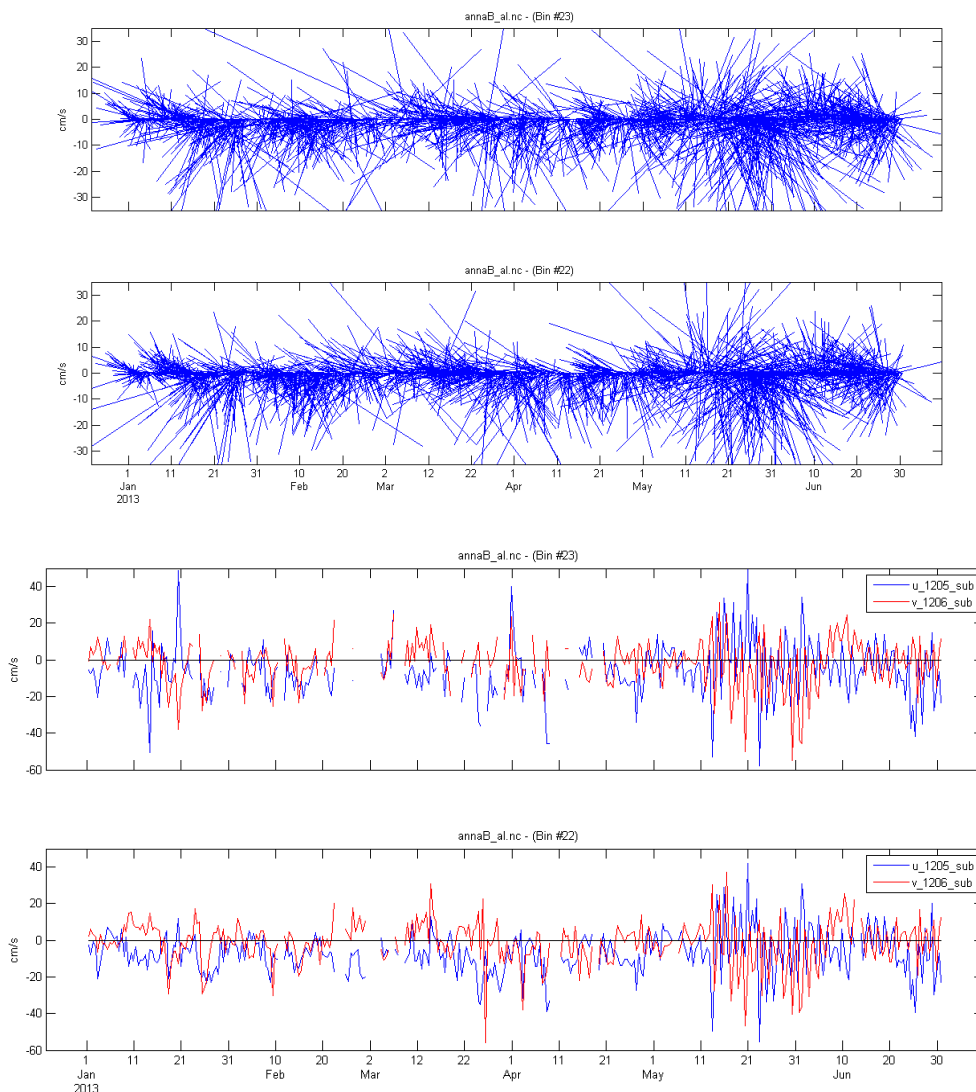 annaB_al.nc - (Bin #23)
30
20
10
0
-10
-20
-30
cm/s
annaB_al.nc - (Bin #22)
30
20
10
0
-10
-20
-30
cm/s
1 11 21 31 10 20 2 12 22 1 11 21 1 11 21 31 10 20 30
Jan Feb Mar Apr May Jun
2013
annaB_al.nc - (Bin #23)
u_1205_sub
v_1206_sub
40
20
0
-20
-40
-60
cm/s
annaB_al.nc - (Bin #22)
u_1205_sub
v_1206_sub
40
20
0
-20
-40
-60
cm/s
1 11 21 31 10 20 2 12 22 1 11 21 1 11 21 31 10 20 30
Jan Feb Mar Apr May Jun
2013